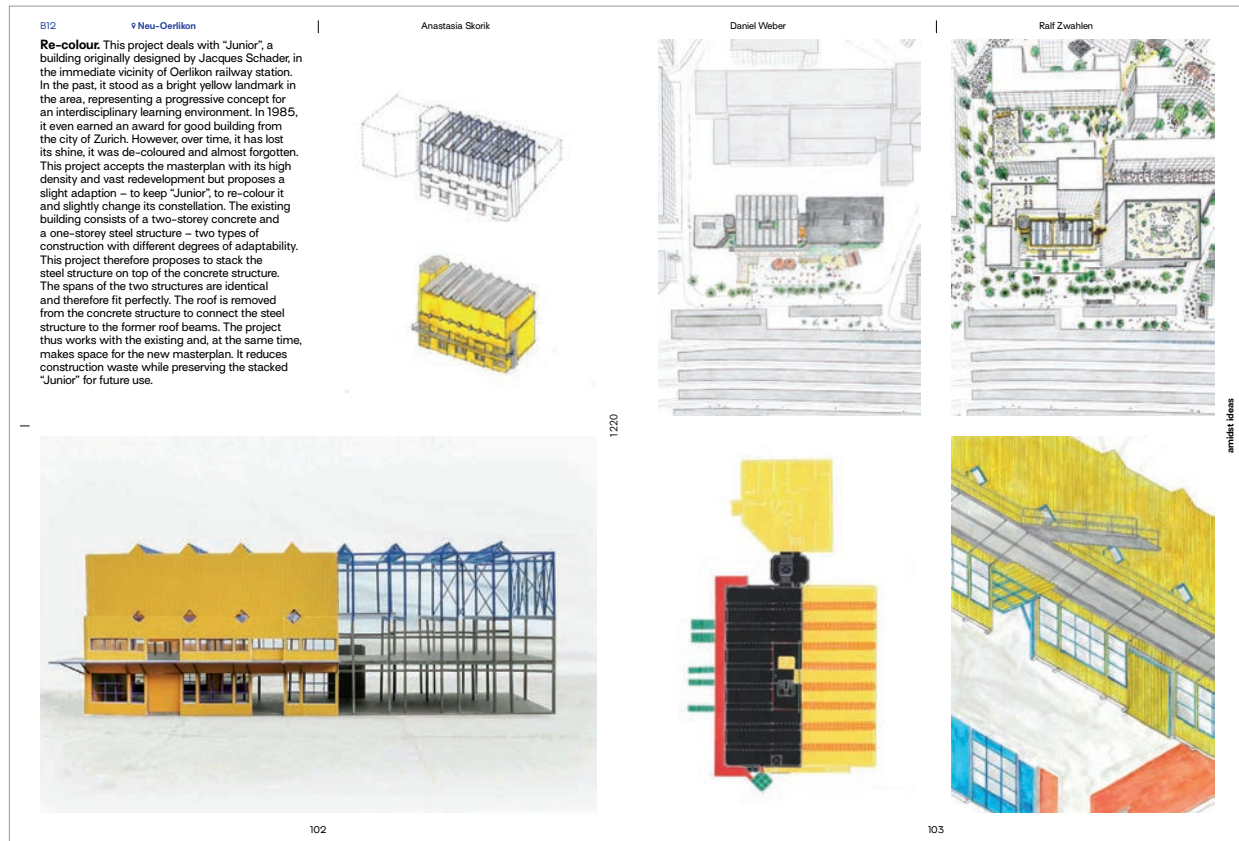 B12
Neu-Oerlikon
Anastasia Skorik
Daniel Weber
Ralf Zwahlen
Re-colour. This project deals with “Junior”, a
building originally designed by Jacques Schader, in
the immediate vicinity of Oerlikon railway station.
In the past, it stood as a bright yellow landmark in
the area, representing a progressive concept for
an interdisciplinary learning environment. In 1985,
it even earned an award for good building from
the city of Zurich. However, over time, it has lost
its shine, it was de-coloured and almost forgotten.
This project accepts the masterplan with its high
density and vast redevelopment but proposes a
slight adaption – to keep “Junior”, to re-colour it
and slightly change its constellation. The existing
building consists of a two-storey concrete and
a one-storey steel structure – two types of
construction with different degrees of adaptability.
This project therefore proposes to stack the
steel structure on top of the concrete structure.
The spans of the two structures are identical
and therefore fit perfectly. The roof is removed
from the concrete structure to connect the steel
structure to the former roof beams. The project
thus works with the existing and, at the same time,
makes space for the new masterplan. It reduces
construction waste while preserving the stacked
“Junior” for future use.
1220
amidst ideas
102
103